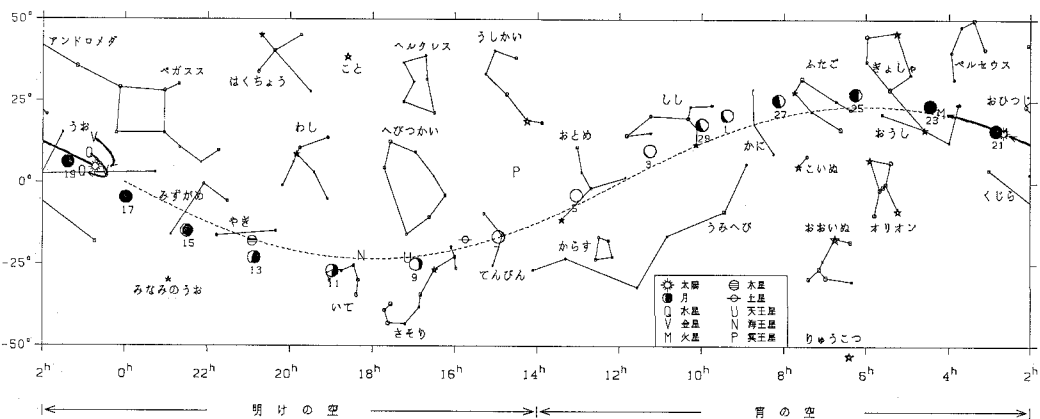 50°
25°
0°
-25°
-50°
アンドロメダ
ペガスス
はくちょう
こと
ヘルクレス
うしかい
ふたご
ぎょしゃ
ペルセウス
うお
V
Q
Q
19
17
みずがめ
15
やぎ
13
みなみのうお
わし
へびつかい
N
11
いて
U
9
さそり
おとめ
P
7
てんびん
5
からす
しし
3
1
29
かに
27
25
23
M
おうし
おひつじ
21
こいぬ
くじら
うみへび
おおいぬ
オリオン
りゅうこつ
太陽
木星
月
土星
Q 水星
U 天王星
V 金星
N 海王星
M 火星
P 冥王星
2h 0h 22h 20h 18h 16h 14h 12h 10h 8h 6h 4h 2h
明けの空
宵の空